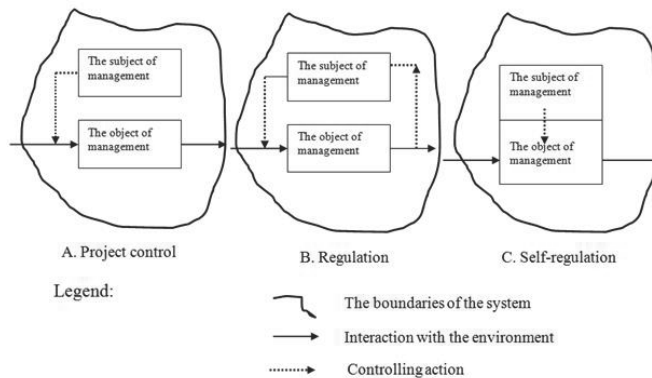 The subject of
management
The object of
management
The subject of
management
The object of
management
The subject of
management
The object of
management
A. Project control
B. Regulation
C. Self-regulation
Legend:
The boundaries of the system
Interaction with the environment
Controlling action